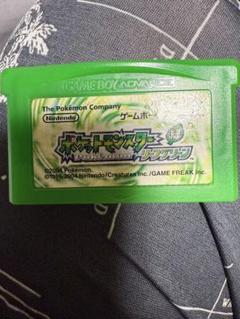 GAME BOY ADVANCE
The Pokémon Company
Nintendo
ゲームボー
ポケットモンスター
リーフグリーン
©2004 Pokémon.
©1995-2004 Nintendo/Creatures inc. /GAME FREAK inc.